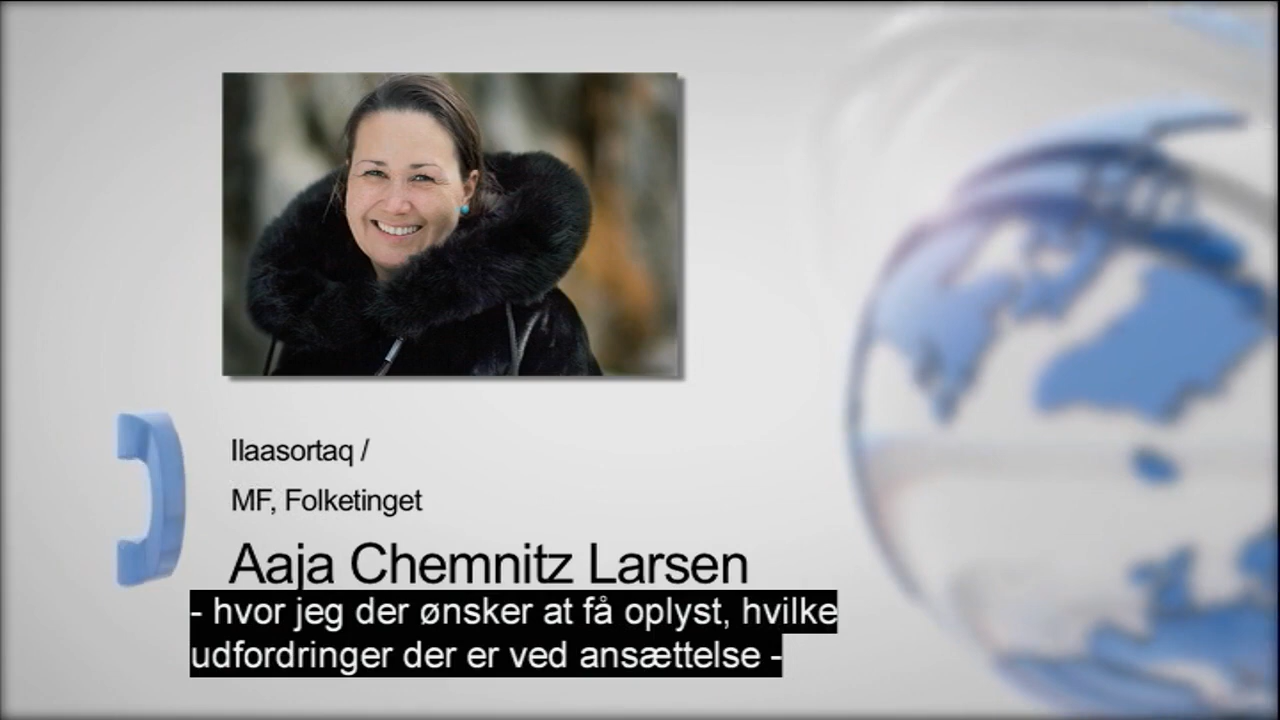 Ilaasortaq /
MF, Folketinget
Aaja Chemnitz Larsen
- hvor jeg der ønsker at få oplyst, hvilke
udfordringer der er ved ansættelse -